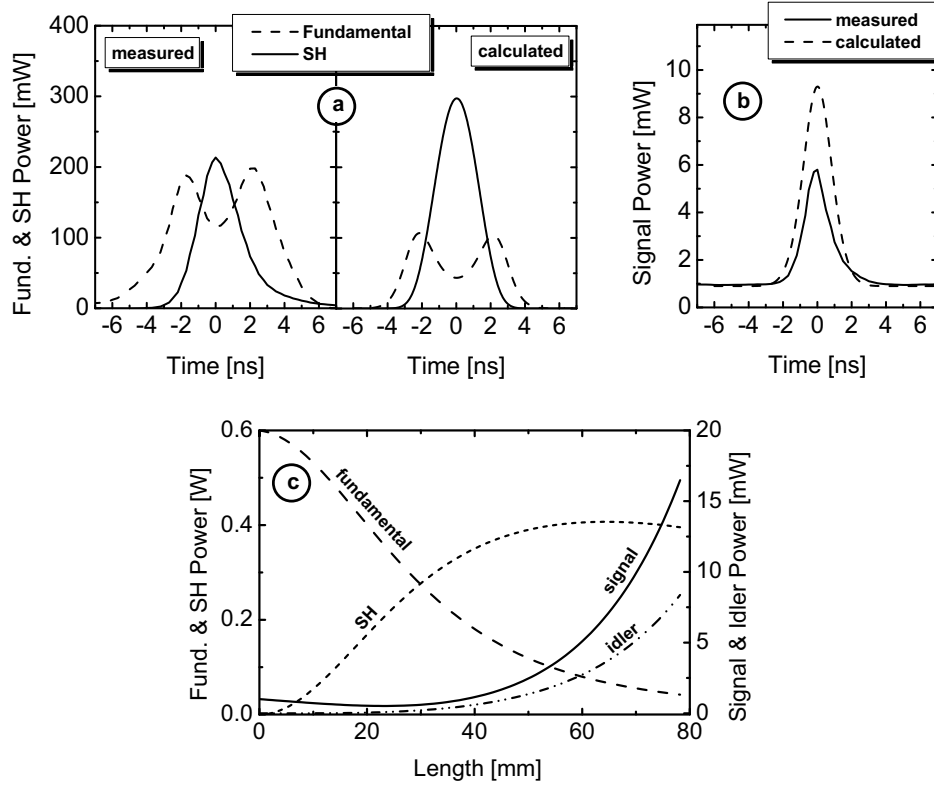 Fundamental
SH
measured
calculated
a
Fund. & SH Power [mW]
400
300
200
100
0
-6 -4 -2 0 2 4 6
-6 -4 -2 0 2 4 6
Time [ns]
Time [ns]
measured
calculated
b
Signal Power [mW]
10
8
6
4
2
0
-6 -4 -2 0 2 4 6
Time [ns]
c
Fund. & SH Power [W]
0.6
0.4
0.2
0.0
fundamental
SH
signal
idler
20
15
10
5
0
Signal & Idler Power [mW]
0 20 40 60 80
Length [mm]